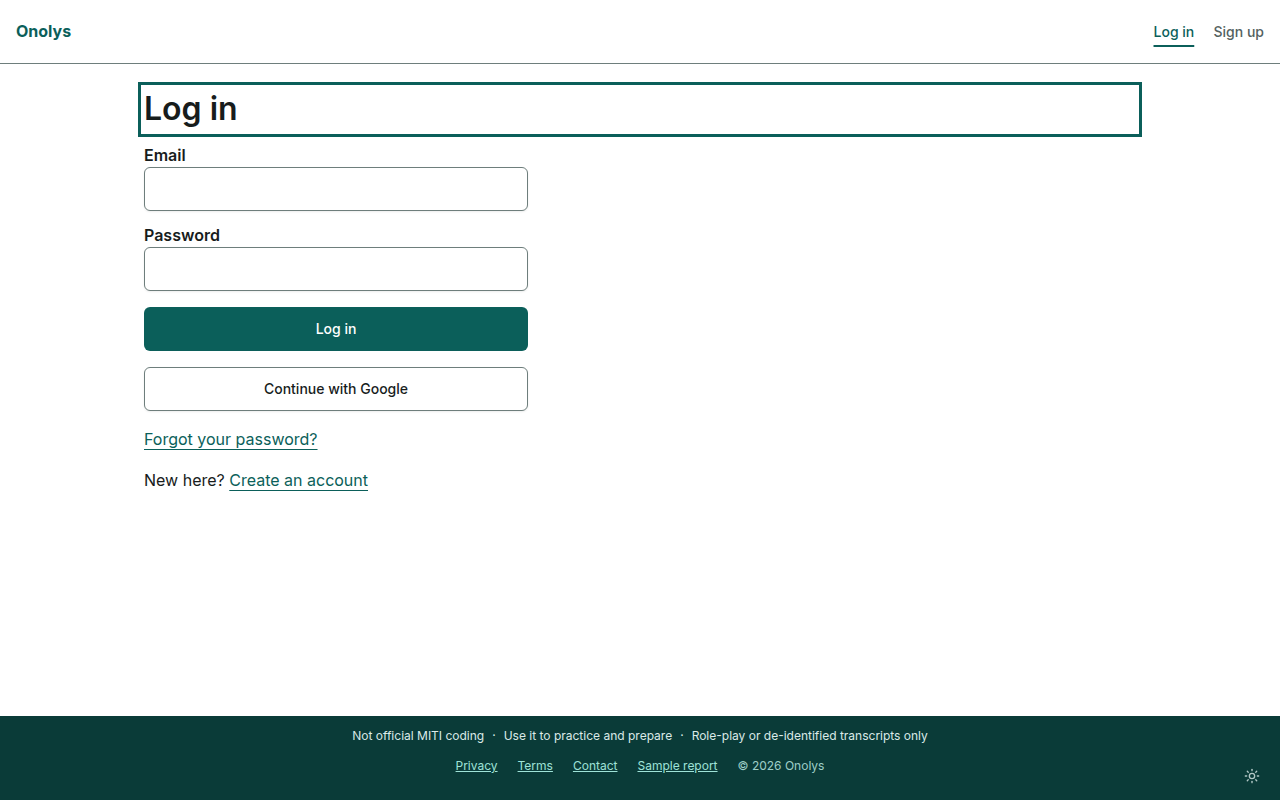 Onolys
Log in Sign up
Log in
Email
Password
Log in
Continue with Google
Forgot your password?
New here? Create an account
Not official MITI coding · Use it to practice and prepare · Role-play or de-identified transcripts only
Privacy Terms Contact Sample report © 2026 Onolys